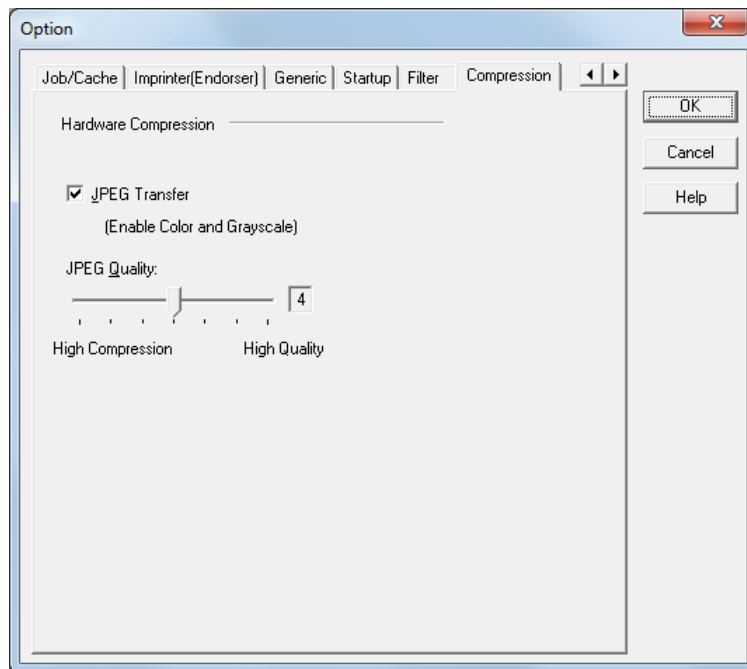 Option
Job/Cache Imprinter(Endorser) Generic Startup Filter Compression
OK
Cancel
Help
Hardware Compression
JPEG Transfer
(Enable Color and Grayscale)
JPEG Quality:
4
High Compression High Quality